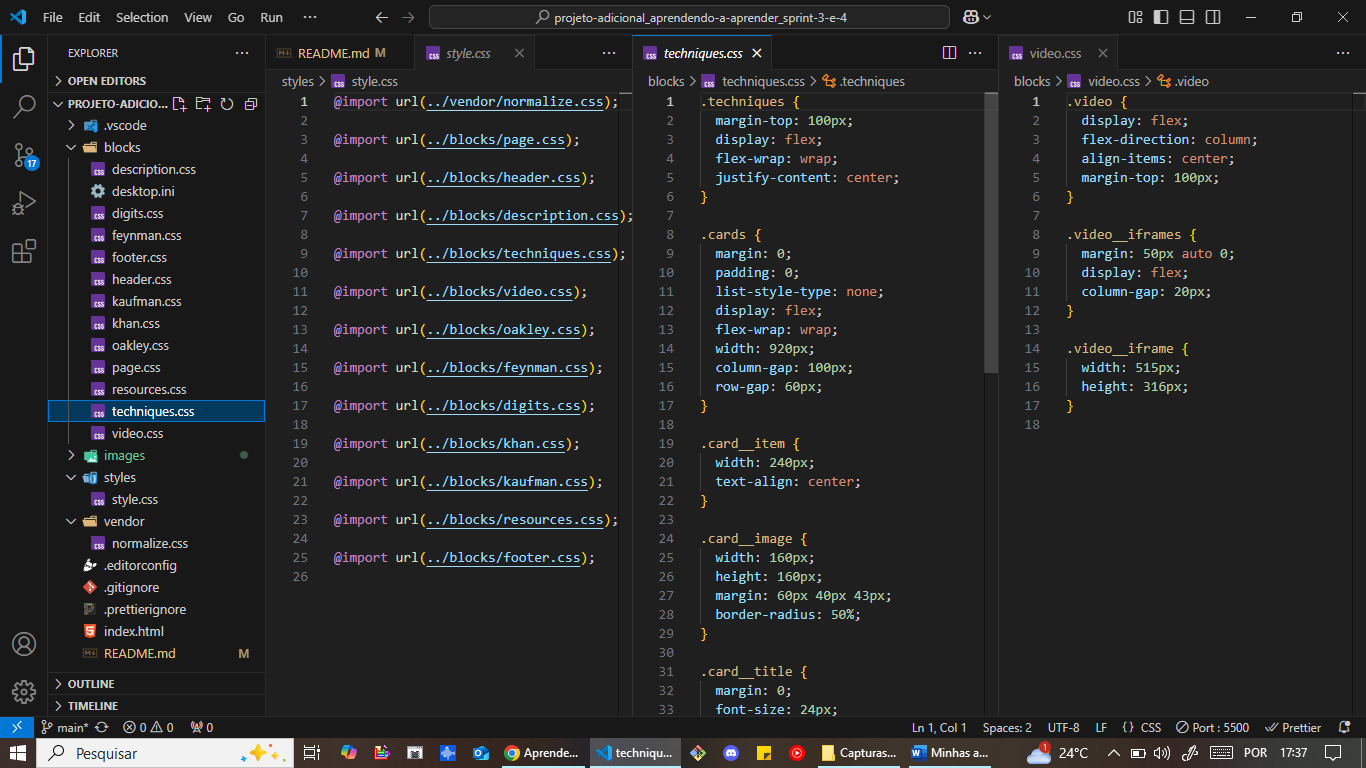 File Edit Selection View Go Run ···
projeto-adicional_aprendendo-a-aprender_sprint-3-e-4
EXPLORER
OPEN EDITORS
PROJETO-ADICIO...
.vscode
blocks
description.css
desktop.ini
digits.css
feynman.css
footer.css
header.css
kaufman.css
khan.css
oakley.css
page.css
resources.css
techniques.css
video.css
images
styles
style.css
vendor
normalize.css
.editorconfig
.gitignore
.prettierignore
index.html
README.md M
OUTLINE
TIMELINE
17
README.md M
style.css
styles > style.css
1 @import url(../vendor/normalize.css);
2
3 @import url(../blocks/page.css);
4
5 @import url(../blocks/header.css);
6
7 @import url(../blocks/description.css);
8
9 @import url(../blocks/techniques.css);
10
11 @import url(../blocks/video.css);
12
13 @import url(../blocks/oakley.css);
14
15 @import url(../blocks/feynman.css);
16
17 @import url(../blocks/digits.css);
18
19 @import url(../blocks/khan.css);
20
21 @import url(../blocks/kaufman.css);
22
23 @import url(../blocks/resources.css);
24
25 @import url(../blocks/footer.css);
26
techniques.css
blocks > techniques.css > .techniques
1 .techniques {
2 margin-top: 100px;
3 display: flex;
4 flex-wrap: wrap;
5 justify-content: center;
6 }
7
8 .cards {
9 margin: 0;
10 padding: 0;
11 list-style-type: none;
12 display: flex;
13 flex-wrap: wrap;
14 width: 920px;
15 column-gap: 100px;
16 row-gap: 60px;
17 }
18
19 .card__item {
20 width: 240px;
21 text-align: center;
22 }
23
24 .card__image {
25 width: 160px;
26 height: 160px;
27 margin: 60px 40px 43px;
28 border-radius: 50%;
29 }
30
31 .card__title {
32 margin: 0;
33 font-size: 24px;
video.css
blocks > video.css > .video
1 .video {
2 display: flex;
3 flex-direction: column;
4 align-items: center;
5 margin-top: 100px;
6 }
7
8 .video__iframes {
9 margin: 50px auto 0;
10 display: flex;
11 column-gap: 20px;
12 }
13
14 .video__iframe {
15 width: 515px;
16 height: 316px;
17 }
18
main* 0 0 0 Ln 1, Col 1 Spaces: 2 UTF-8 LF {} CSS Port : 5500 Prettier
Pesquisar Aprende... techniqu... Capturas... Minhas a... 1 24°C POR 17:37